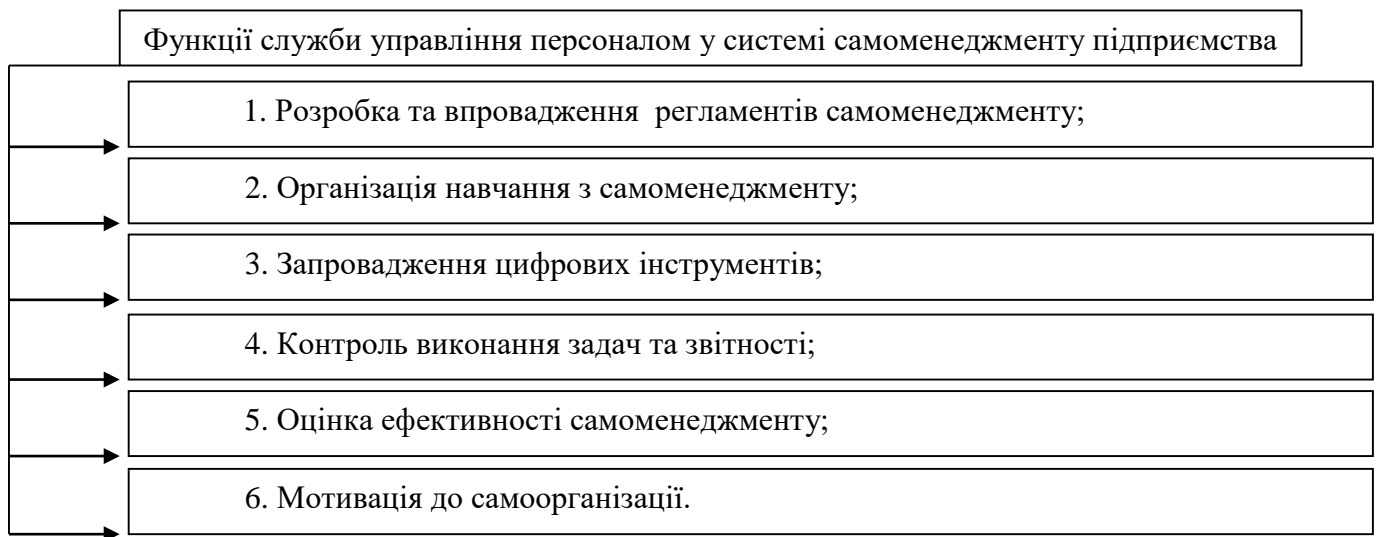 Функції служби управління персоналом у системі самоменеджменту підприємства
1. Розробка та впровадження регламентів самоменеджменту;
2. Організація навчання з самоменеджменту;
3. Запровадження цифрових інструментів;
4. Контроль виконання задач та звітності;
5. Оцінка ефективності самоменеджменту;
6. Мотивація до самоорганізації.